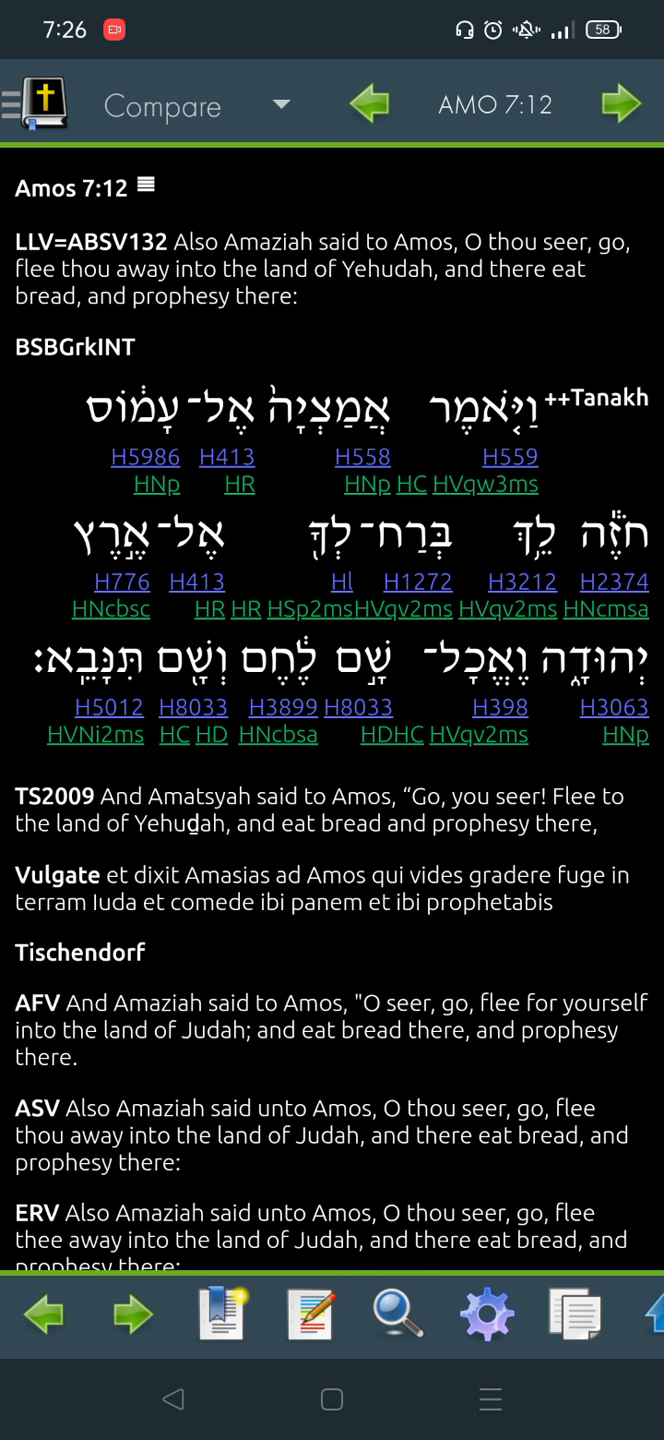 7:26
58
Compare
AMO 7:12
Amos 7:12
LLV=ABSV132 Also Amaziah said to Amos, O thou seer, go,
flee thou away into the land of Yehudah, and there eat
bread, and prophesy there:
BSBGrkINT
++Tanakh וַיֹּ֤אמֶר אֲמַצְיָה֙ אֶל־ עָמ֔וֹס
H5986 H413 H558 H559
HNp HR HNp HC HVqw3ms
חֹזֶ֕ה לֵ֥ךְ בְּרַח־ לְךָ֖ אֶל־ אֶ֣רֶץ
H776 H413 Hl H1272 H3212 H2374
HNcbsc HR HR HSp2msHVqv2ms HVqv2ms HNcmsa
יְהוּדָ֑ה וֶאֱכָל־ שָׁ֣ם לֶ֔חֶם וְשָׁ֖ם תִּנָּבֵֽא׃
H5012 H8033 H3899 H8033 H398 H3063
HVNi2ms HC HD HNcbsa HDHC HVqv2ms HNp
TS2009 And Amatsyah said to Amos, “Go, you seer! Flee to
the land of Yehuḏah, and eat bread and prophesy there,
Vulgate et dixit Amasias ad Amos qui vides gradere fuge in
terram Iuda et comede ibi panem et ibi prophetabis
Tischendorf
AFV And Amaziah said to Amos, "O seer, go, flee for yourself
into the land of Judah; and eat bread there, and prophesy
there.
ASV Also Amaziah said unto Amos, O thou seer, go, flee
thou away into the land of Judah, and there eat bread, and
prophesy there:
ERV Also Amaziah said unto Amos, O thou seer, go, flee
thee away into the land of Judah, and there eat bread, and
prophesy there: